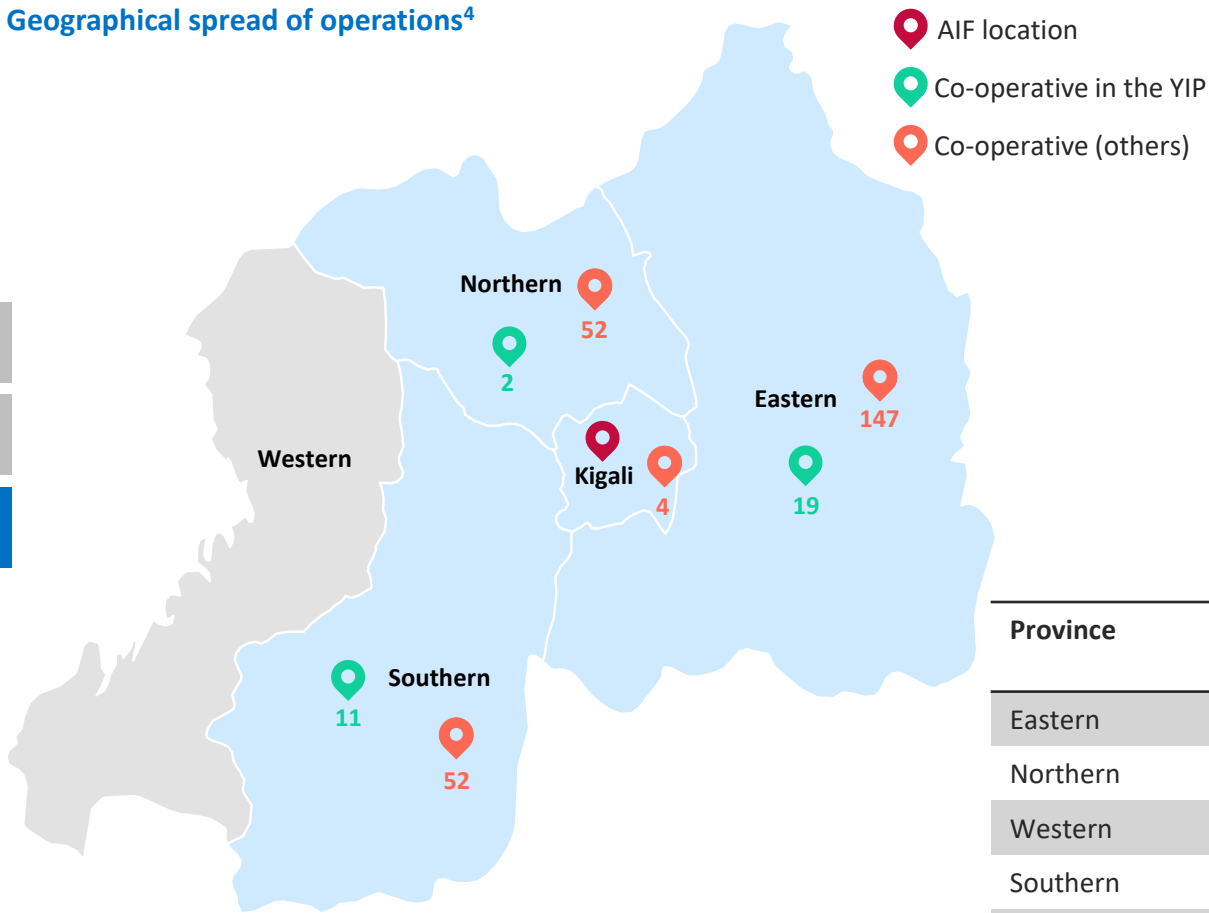 Geographical spread of operations4
AIF location
Co-operative in the YIP
Co-operative (others)
Northern
52
2
Eastern
147
Western
Kigali
4
19
Southern
11
52
Province
Eastern
Northern
Western
Southern